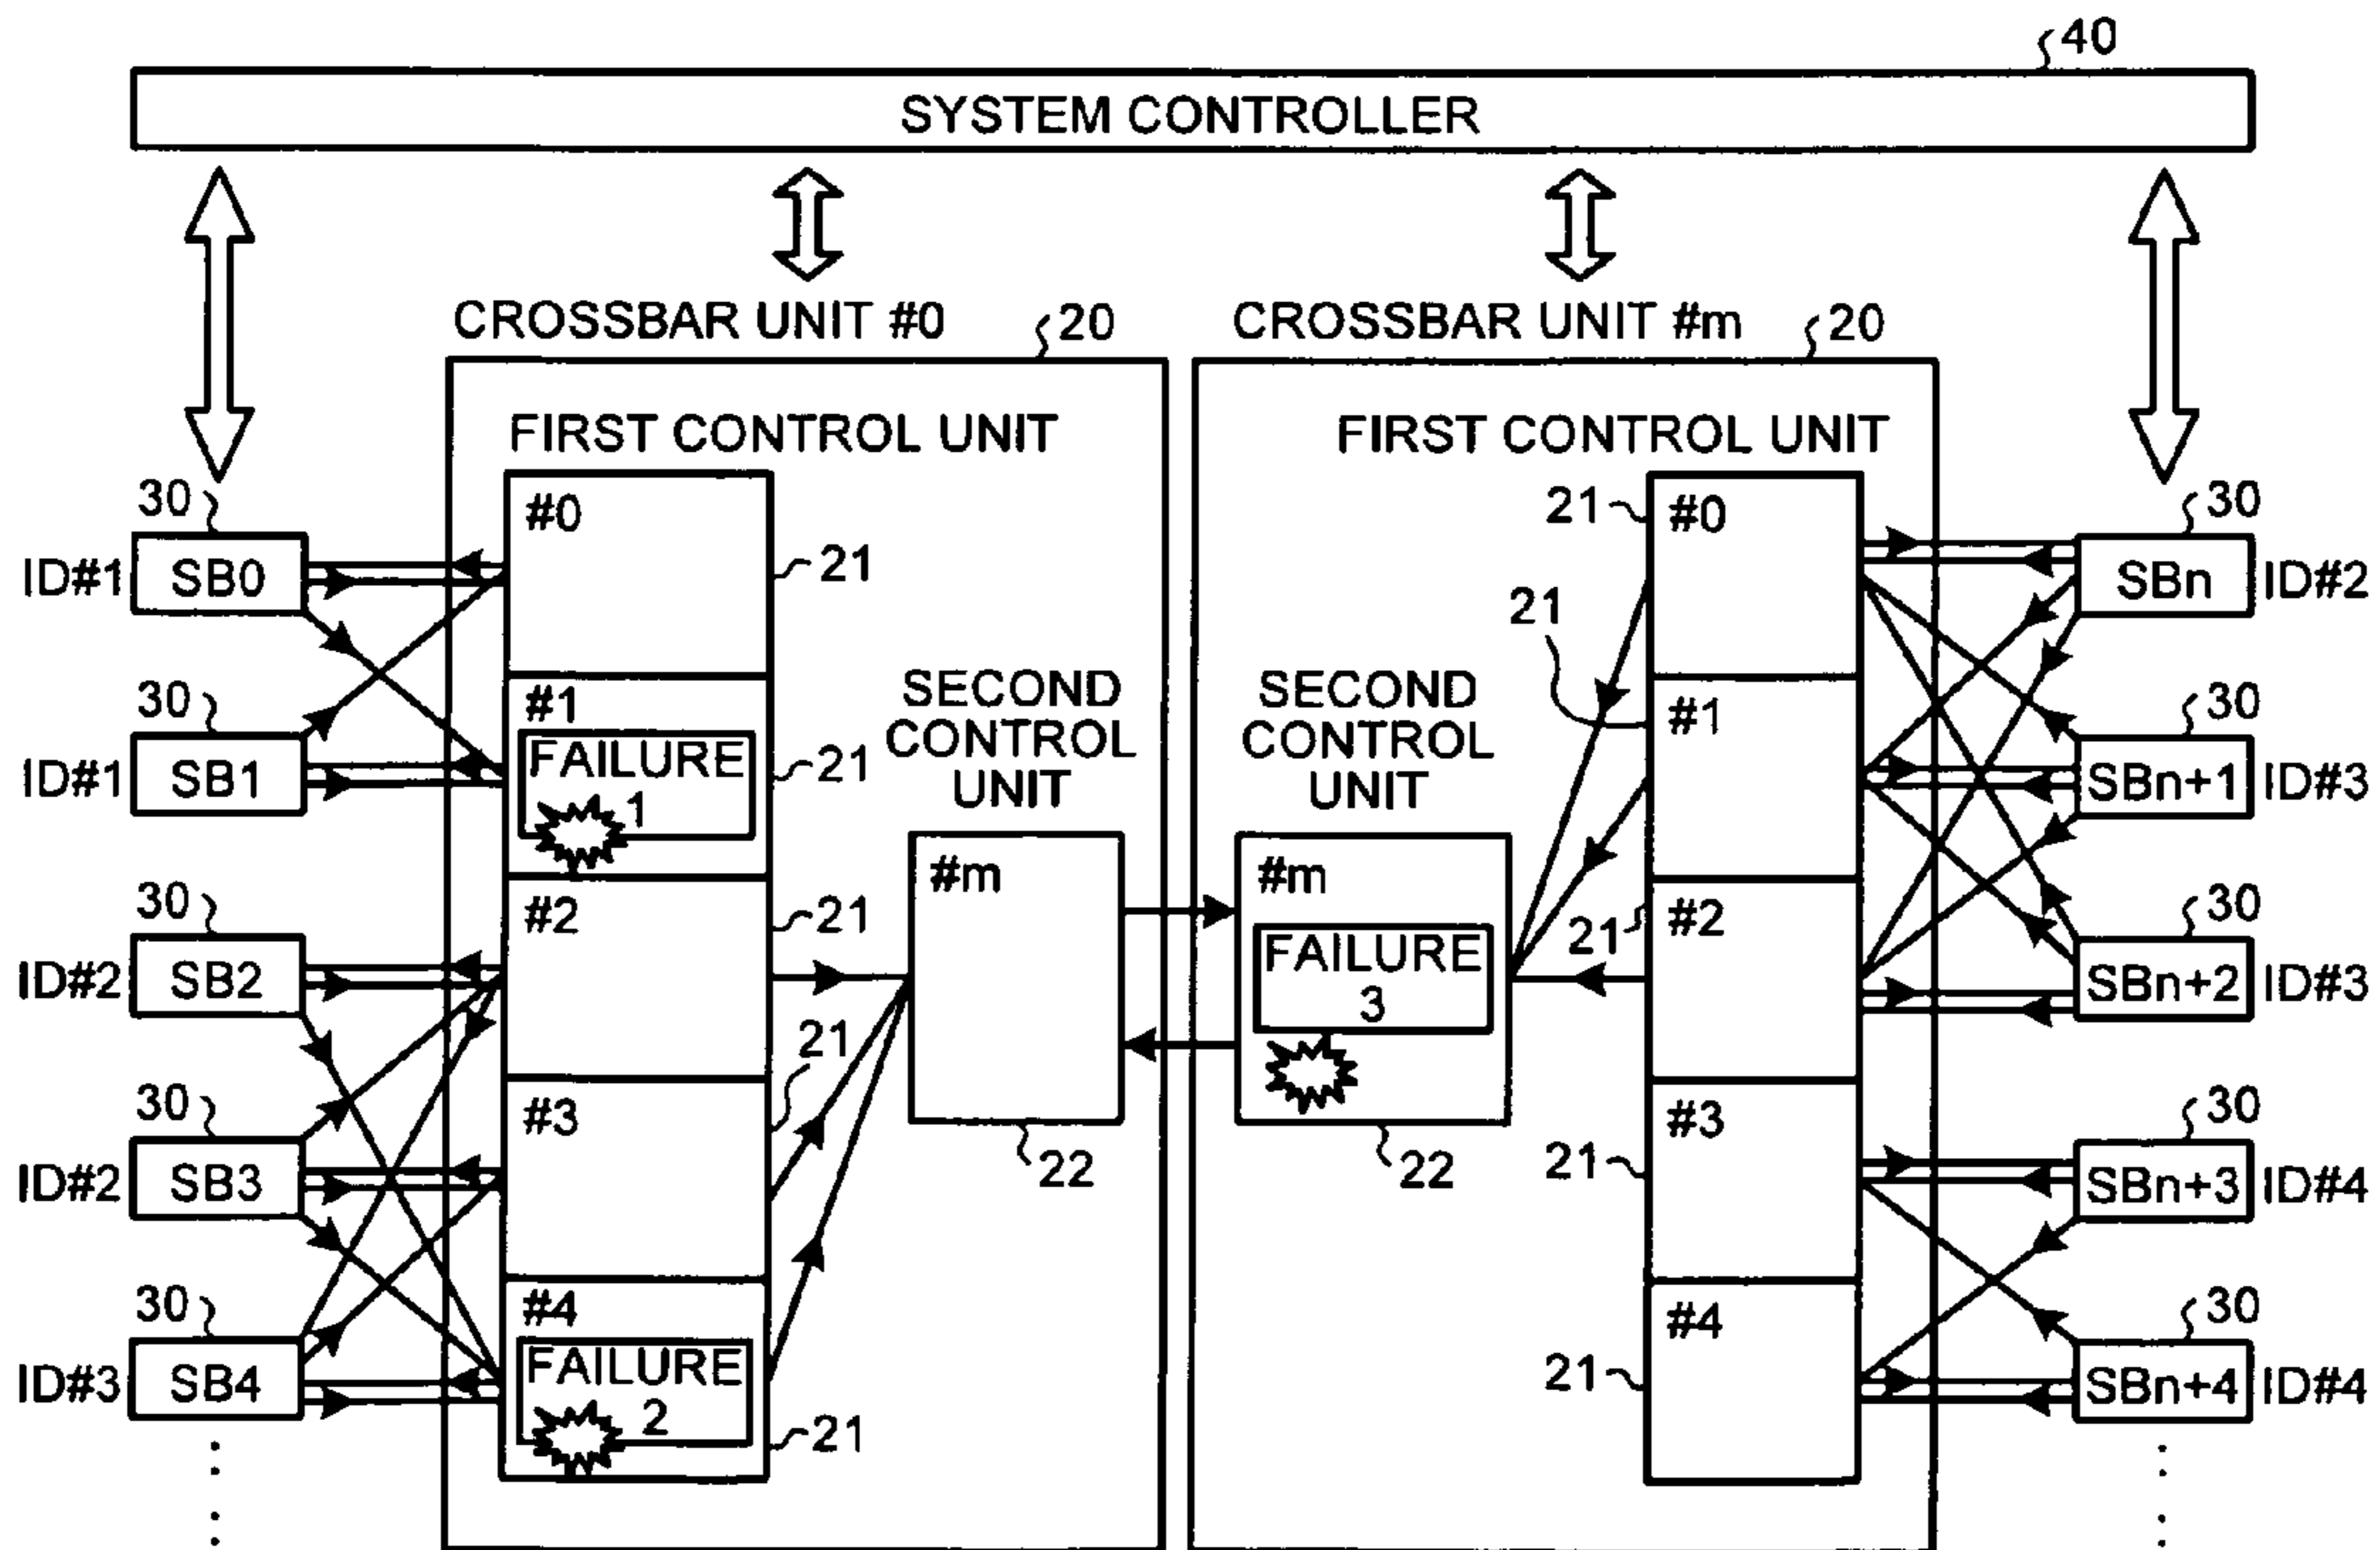 40
SYSTEM CONTROLLER
CROSSBAR UNIT #0
20
CROSSBAR UNIT #m
20
FIRST CONTROL UNIT
FIRST CONTROL UNIT
30
ID#1
SB0
30
ID#1
SB1
30
ID#2
SB2
30
ID#2
SB3
30
ID#3
SB4
#0
21
#1
FAILURE
1
21
#2
21
#3
21
#4
FAILURE
2
21
SECOND
CONTROL
UNIT
#m
22
SECOND
CONTROL
UNIT
#m
FAILURE
3
22
21
#0
21
#1
21
#2
21
#3
21
#4
30
SBn
ID#2
30
SBn+1
ID#3
30
SBn+2
ID#3
30
SBn+3
ID#4
30
SBn+4
ID#4